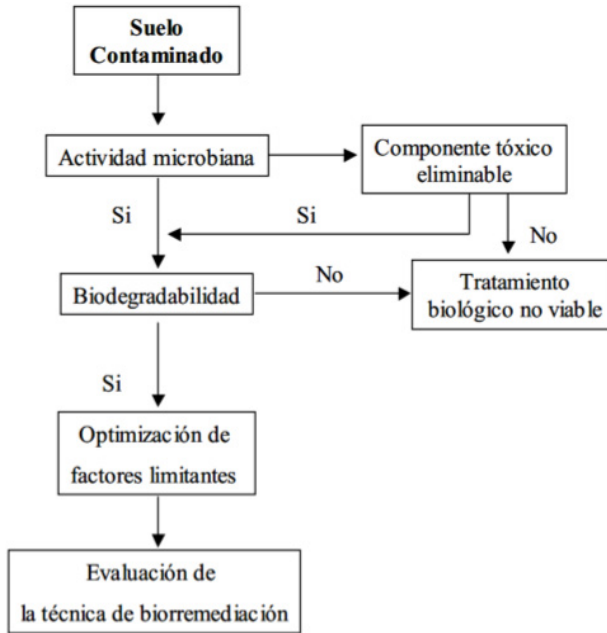 Suelo
Contaminado
Actividad microbiana
Componente tóxico
eliminable
Si
Si
No
Biodegradabilidad
No
Tratamiento
biológico no viable
Si
Optimización de
factores limitantes
Evaluación de
la técnica de biorremediación